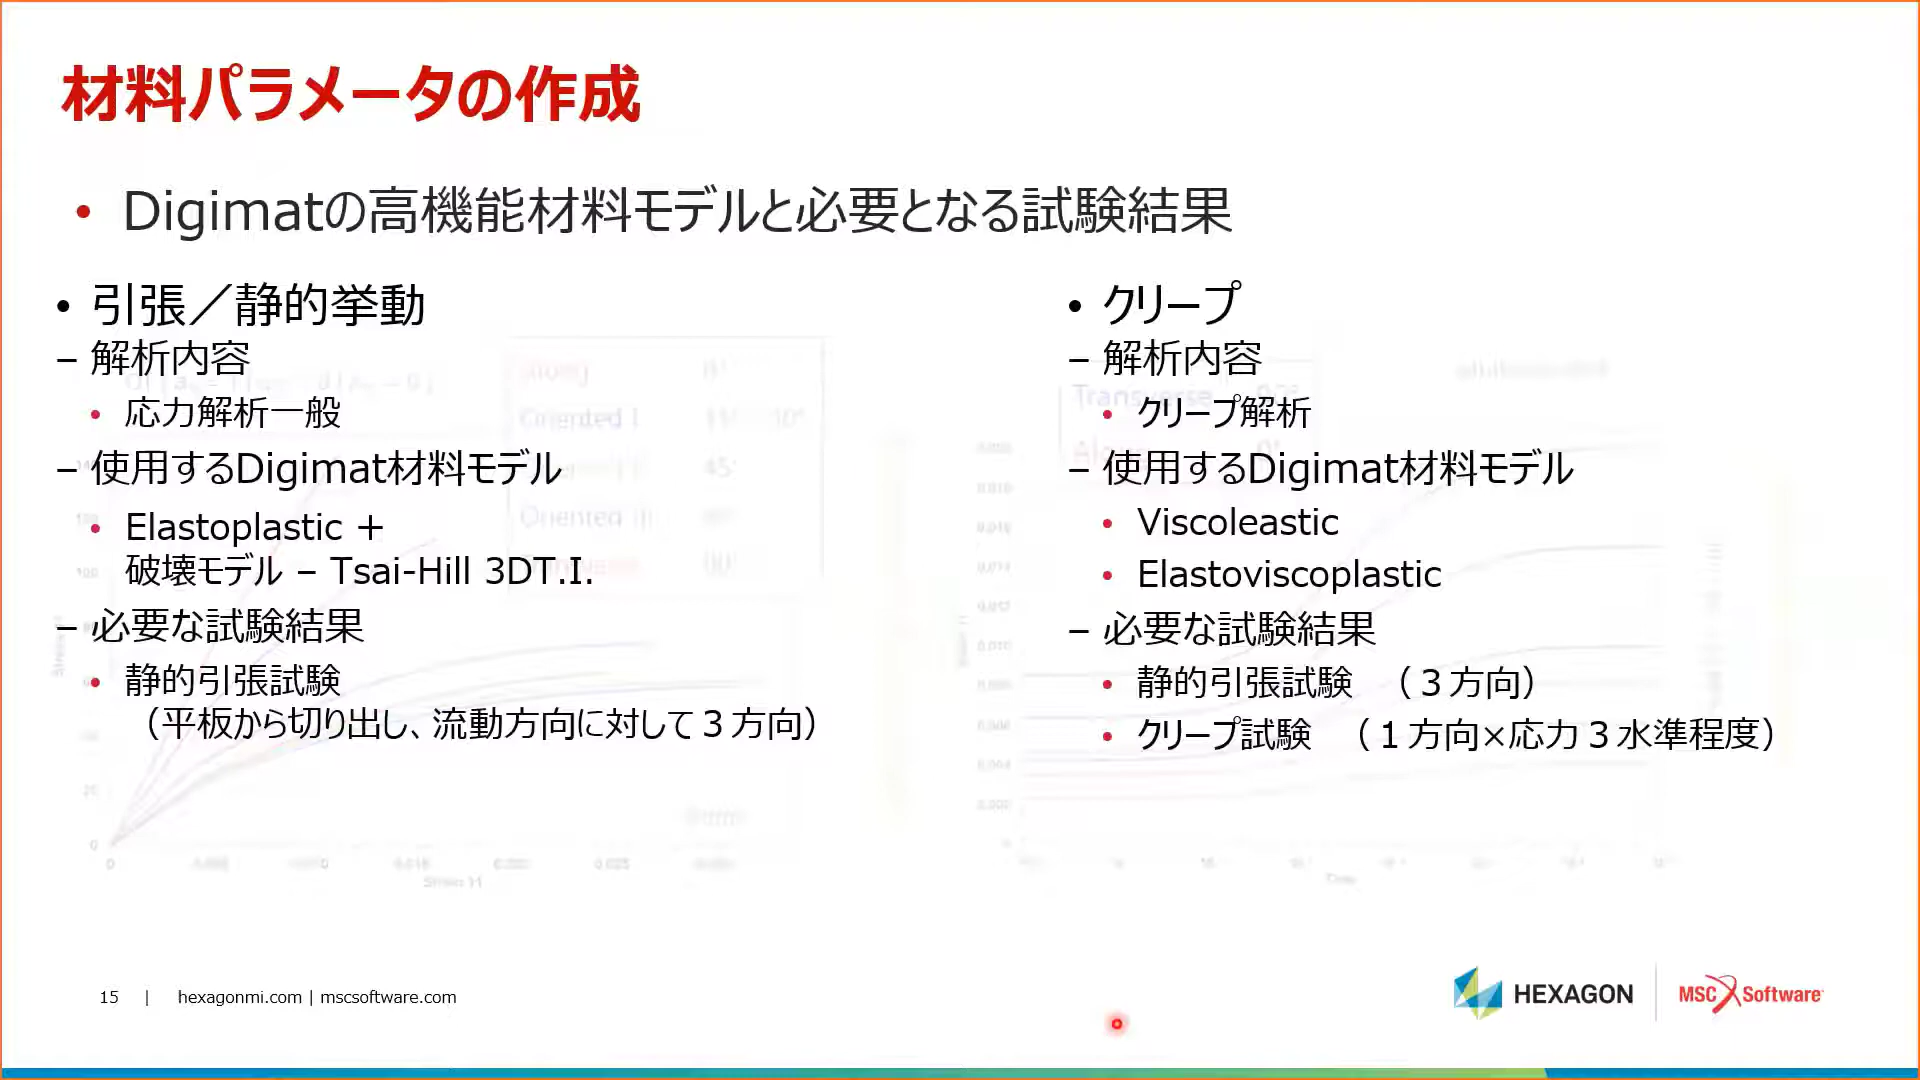 材料パラメータの作成
• Digimatの高機能材料モデルと必要となる試験結果
• 引張／静的挙動
– 解析内容
• 応力解析一般
– 使用するDigimat材料モデル
• Elastoplastic +
破壊モデル – Tsai-Hill 3DT.I.
– 必要な試験結果
• 静的引張試験
（平板から切り出し、流動方向に対して３方向）
• クリープ
– 解析内容
• クリープ解析
– 使用するDigimat材料モデル
• Viscoleastic
• Elastoviscoplastic
– 必要な試験結果
• 静的引張試験　（３方向）
• クリープ試験　（１方向×応力３水準程度）
15 | hexagonmi.com | mscsoftware.com
HEXAGON
MSC Software